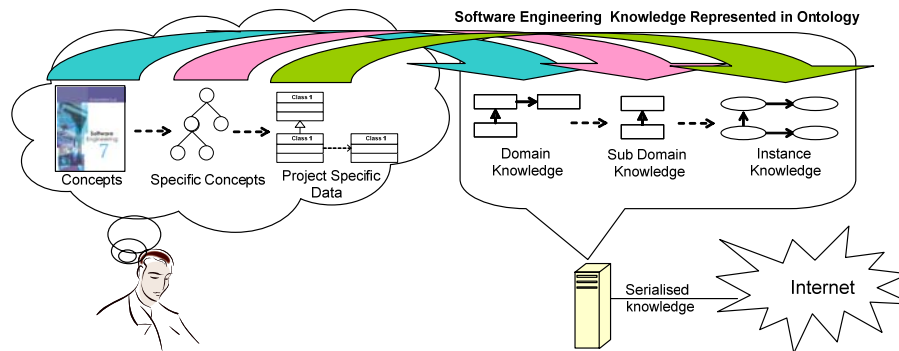 Software Engineering Knowledge Represented in Ontology
Software
Engineering
7
Class 1
Class 1
Class 1
Concepts
Specific Concepts
Project Specific
Data
Domain
Knowledge
Sub Domain
Knowledge
Instance
Knowledge
Serialised
knowledge
Internet